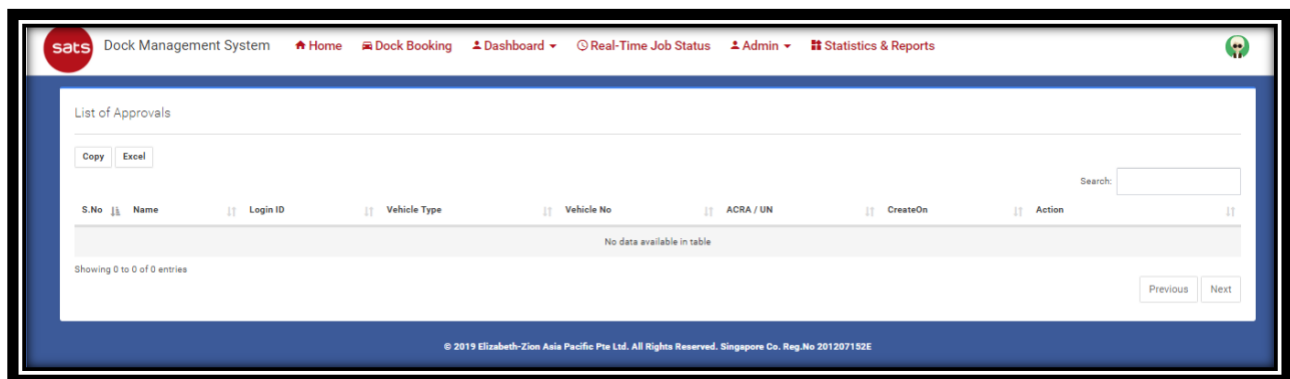 sats Dock Management System Home Dock Booking Dashboard Real-Time Job Status Admin Statistics & Reports
List of Approvals
Copy Excel
Search:
S.No Name Login ID Vehicle Type Vehicle No ACRA / UN CreateOn Action
No data available in table
Showing 0 to 0 of 0 entries
Previous Next
© 2019 Elizabeth-Zion Asia Pacific Pte Ltd. All Rights Reserved. Singapore Co. Reg.No 201207152E